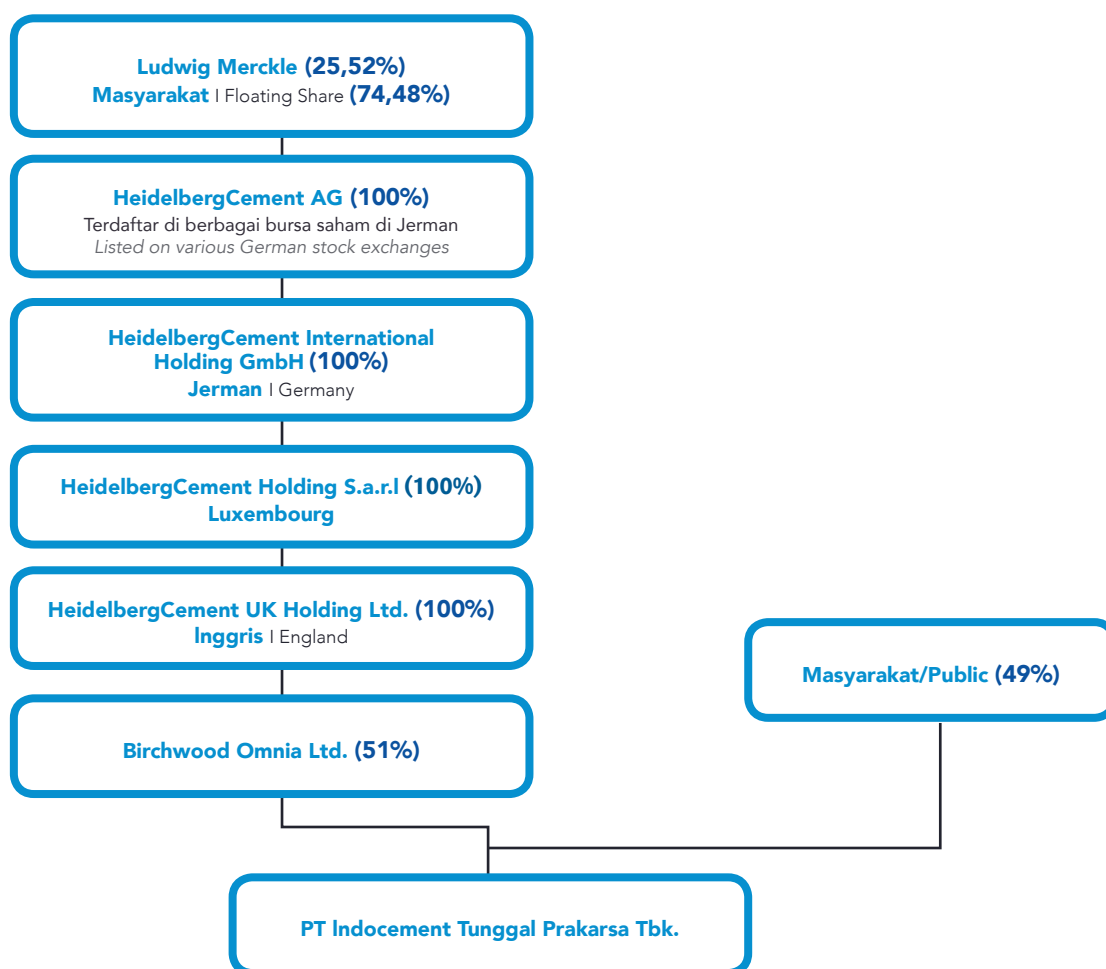 Ludwig Merckle (25,52%)
Masyarakat I Floating Share (74,48%)
HeidelbergCement AG (100%)
Terdaftar di berbagai bursa saham di Jerman
Listed on various German stock exchanges
HeidelbergCement International
Holding GmbH (100%)
Jerman I Germany
HeidelbergCement Holding S.a.r.l (100%)
Luxembourg
HeidelbergCement UK Holding Ltd. (100%)
Inggris I England
Masyarakat/Public (49%)
Birchwood Omnia Ltd. (51%)
PT Indocement Tunggal Prakarsa Tbk.